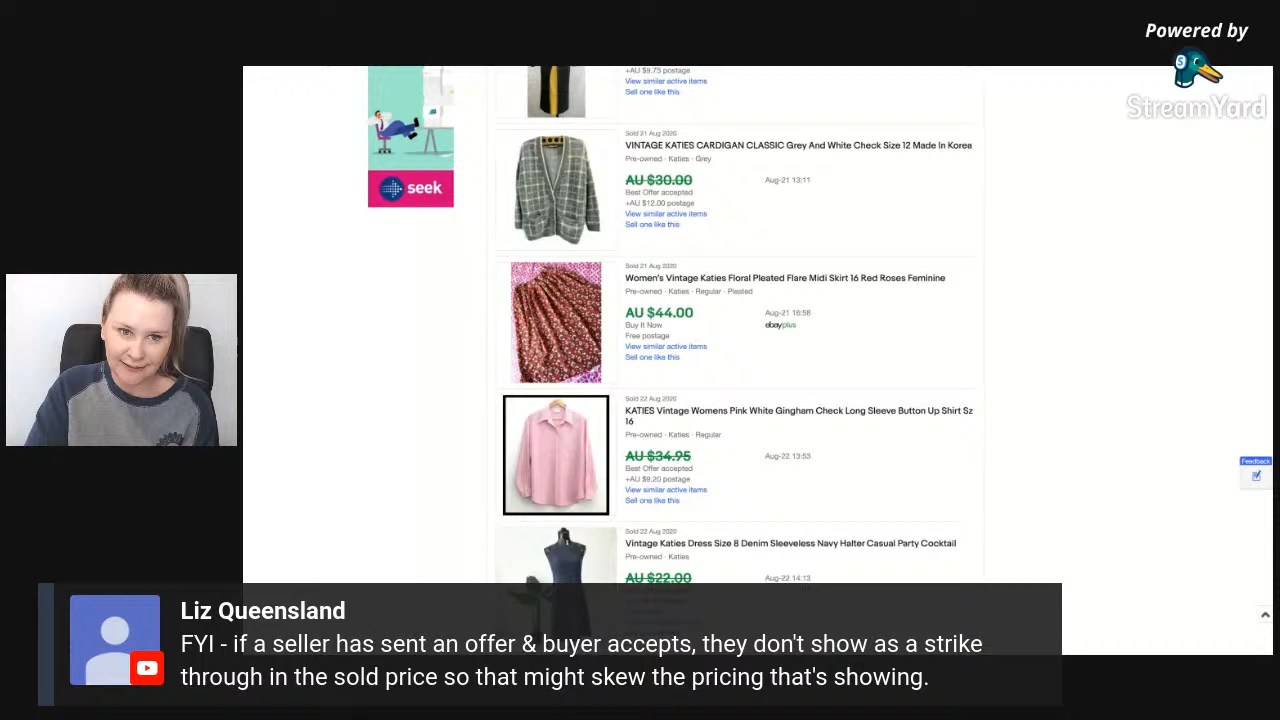 Powered by
StreamYard
+AU $9.75 postage
View similar active items
Sell one like this
seek
Sold 21 Aug 2020
VINTAGE KATIES CARDIGAN CLASSIC Grey And White Check Size 12 Made In Korea
Pre-owned · Katies · Grey
AU $30.00
Aug-21 13:11
Best Offer accepted
+AU $12.00 postage
View similar active items
Sell one like this
Sold 21 Aug 2020
Women's Vintage Katies Floral Pleated Flare Midi Skirt 16 Red Roses Feminine
Pre-owned · Katies · Regular · Pleated
AU $44.00
Aug-21 16:58
Buy It Now
ebayplus
Free postage
View similar active items
Sell one like this
Sold 22 Aug 2020
KATIES Vintage Womens Pink White Gingham Check Long Sleeve Button Up Shirt Sz
16
Pre-owned · Katies · Regular
AU $34.95
Aug-22 13:53
Best Offer accepted
+AU $9.20 postage
View similar active items
Sell one like this
Feedback
Sold 22 Aug 2020
Vintage Katies Dress Size 8 Denim Sleeveless Navy Halter Casual Party Cocktail
Pre-owned · Katies
AU $22.00
Aug-22 14:13
Liz Queensland
FYI - if a seller has sent an offer & buyer accepts, they don't show as a strike
through in the sold price so that might skew the pricing that's showing.